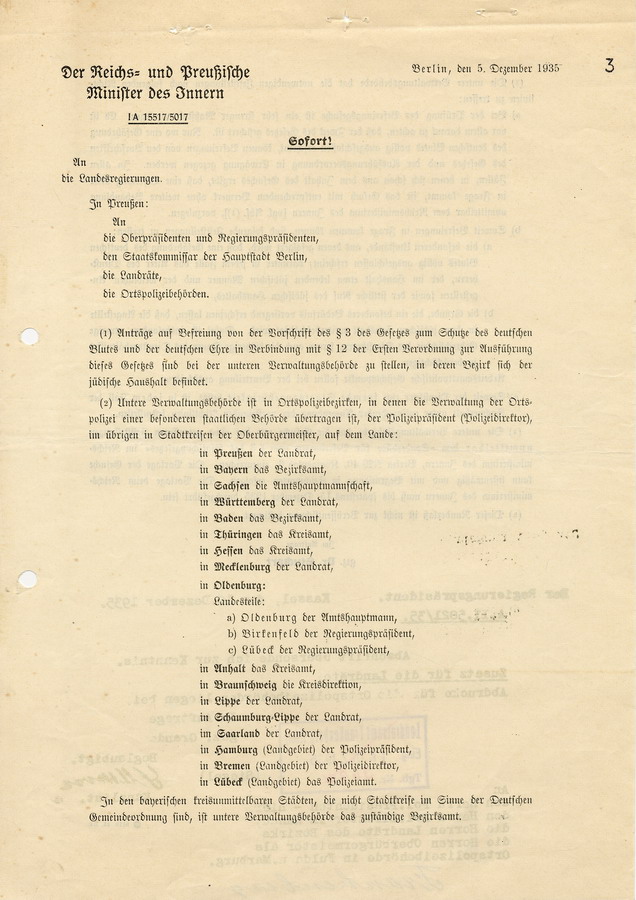 Der Reichs- und Preußische
Minister des Innern
Berlin, den 5. Dezember 1935
3
I A 15517/5017
Sofort!
An
die Landesregierungen.
In Preußen:
An
die Oberpräsidenten und Regierungspräsidenten,
den Staatskommissar der Hauptstadt Berlin,
die Landräte,
die Ortspolizeibehörden.
(1) Anträge auf Befreiung von der Vorschrift des § 3 des Gesetzes zum Schutze des deutschen
Blutes und der deutschen Ehre in Verbindung mit § 12 der Ersten Verordnung zur Ausführung
dieses Gesetzes sind bei der unteren Verwaltungsbehörde zu stellen, in deren Bezirk sich der
jüdische Haushalt befindet.
(2) Untere Verwaltungsbehörde ist in Ortspolizeibezirken, in denen die Verwaltung der Orts-
polizei einer besonderen staatlichen Behörde übertragen ist, der Polizeipräsident (Polizeidirektor),
im übrigen in Stadtkreisen der Oberbürgermeister, auf dem Lande:
in Preußen der Landrat,
in Bayern das Bezirksamt,
in Sachsen die Amtshauptmannschaft,
in Württemberg der Landrat,
in Baden das Bezirksamt,
in Thüringen das Kreisamt,
in Hessen das Kreisamt,
in Mecklenburg der Landrat,
in Oldenburg:
Landesteile:
a) Oldenburg der Amtshauptmann,
b) Birkenfeld der Regierungspräsident,
c) Lübeck der Regierungspräsident,
in Anhalt das Kreisamt,
in Braunschweig die Kreisdirektion,
in Lippe der Landrat,
in Schaumburg-Lippe der Landrat,
im Saarland der Landrat,
in Hamburg (Landgebiet) der Polizeipräsident,
in Bremen (Landgebiet) der Polizeidirektor,
in Lübeck (Landgebiet) das Polizeiamt.
In den bayerischen kreisunmittelbaren Städten, die nicht Stadtkreise im Sinne der Deutschen
Gemeindeordnung sind, ist untere Verwaltungsbehörde das zuständige Bezirksamt.